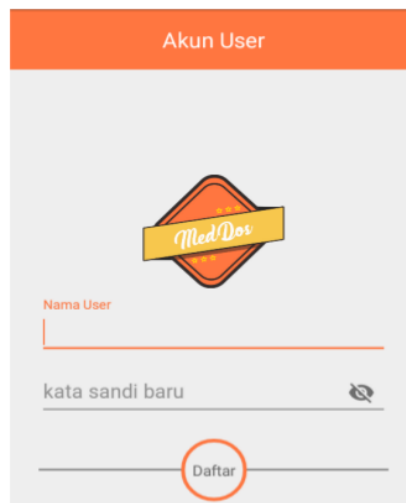 Akun User
MedDos
Nama User
kata sandi baru
Daftar